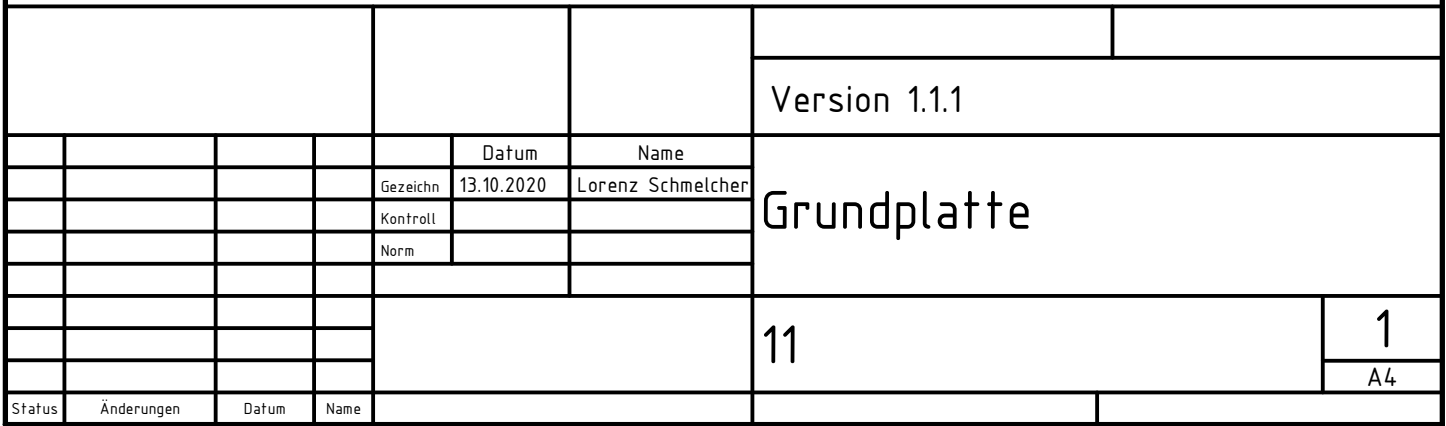 Version 1.1.1
Datum Name
Gezeichn 13.10.2020 Lorenz Schmelcher
Kontroll
Norm
Grundplatte
11
1
A4
Status Änderungen Datum Name